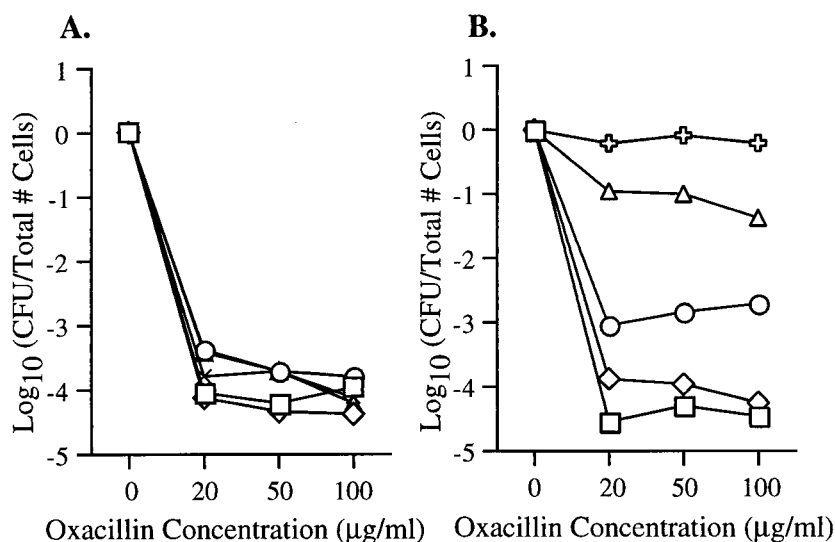 A.
1
0
-1
-2
-3
-4
-5
Log10 (CFU/Total # Cells)
0 20 50 100
Oxacillin Concentration (μg/ml)
B.
1
0
-1
-2
-3
-4
-5
Log10 (CFU/Total # Cells)
0 20 50 100
Oxacillin Concentration (μg/ml)